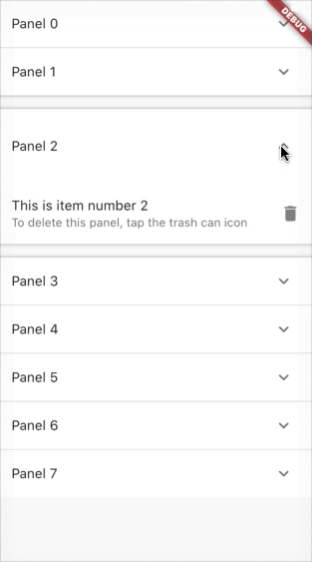 DEBUG
Panel 0
Panel 1
Panel 2
This is item number 2
To delete this panel, tap the trash can icon
Panel 3
Panel 4
Panel 5
Panel 6
Panel 7